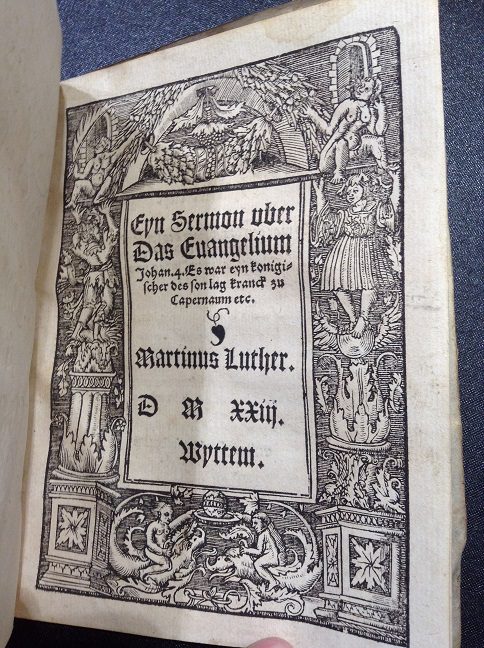 Eyn Sermon vber
Das Euangelium
Johan. 4. Es war eyn konigi-
scher des son lag kranck zu
Capernaum etc.
Martinus Luther.
D M xxiij.
Wyttem.